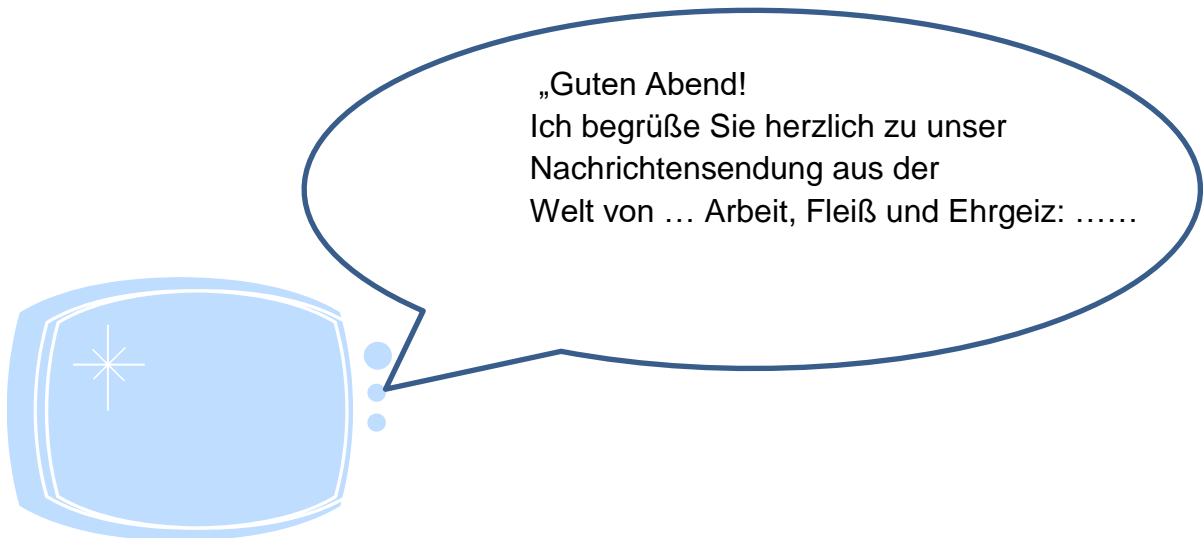 „Guten Abend!
Ich begrüße Sie herzlich zu unser
Nachrichtensendung aus der
Welt von … Arbeit, Fleiß und Ehrgeiz: ……